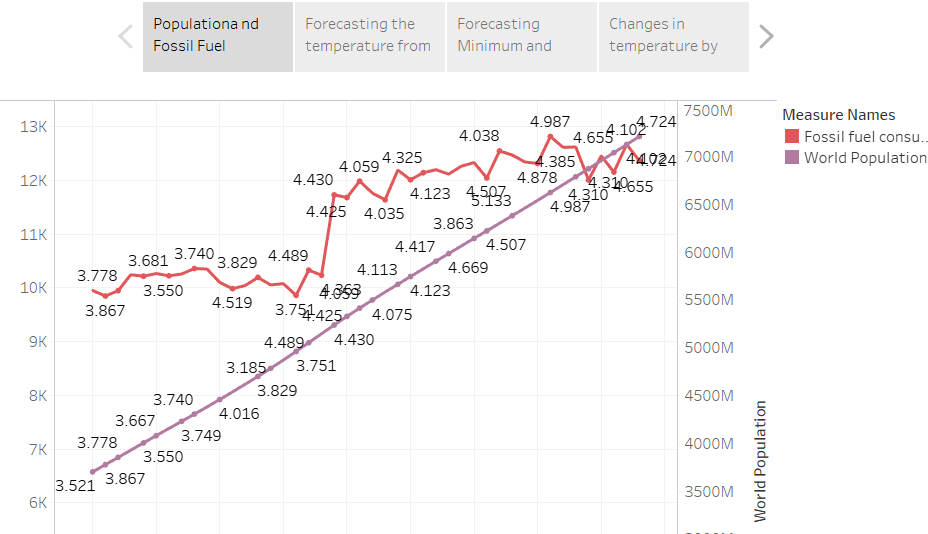 Populationa nd
Fossil Fuel
Forecasting the
temperature from
Forecasting
Minimum and
Changes in
temperature by
Measure Names
Fossil fuel consu..
World Population
13K
12K
11K
10K
9K
8K
7K
6K
7500M
7000M
6500M
6000M
5500M
5000M
4500M
4000M
3500M
World Population
4.987
4.724
4.655
4.102
4.038
4.325
4.059
4.385
4.102
4.724
4.430
4.878
4.310
4.655
4.123
4.507
5.133
4.310
4.425
4.035
4.987
3.863
3.740
3.681
3.829
4.489
4.417
4.507
3.778
4.113
4.669
3.550
4.363
4.059
4.123
3.867
4.519
3.751
4.425
4.075
4.489
4.430
3.185
3.751
3.829
3.740
4.016
3.667
3.749
3.778
3.550
3.521
3.867